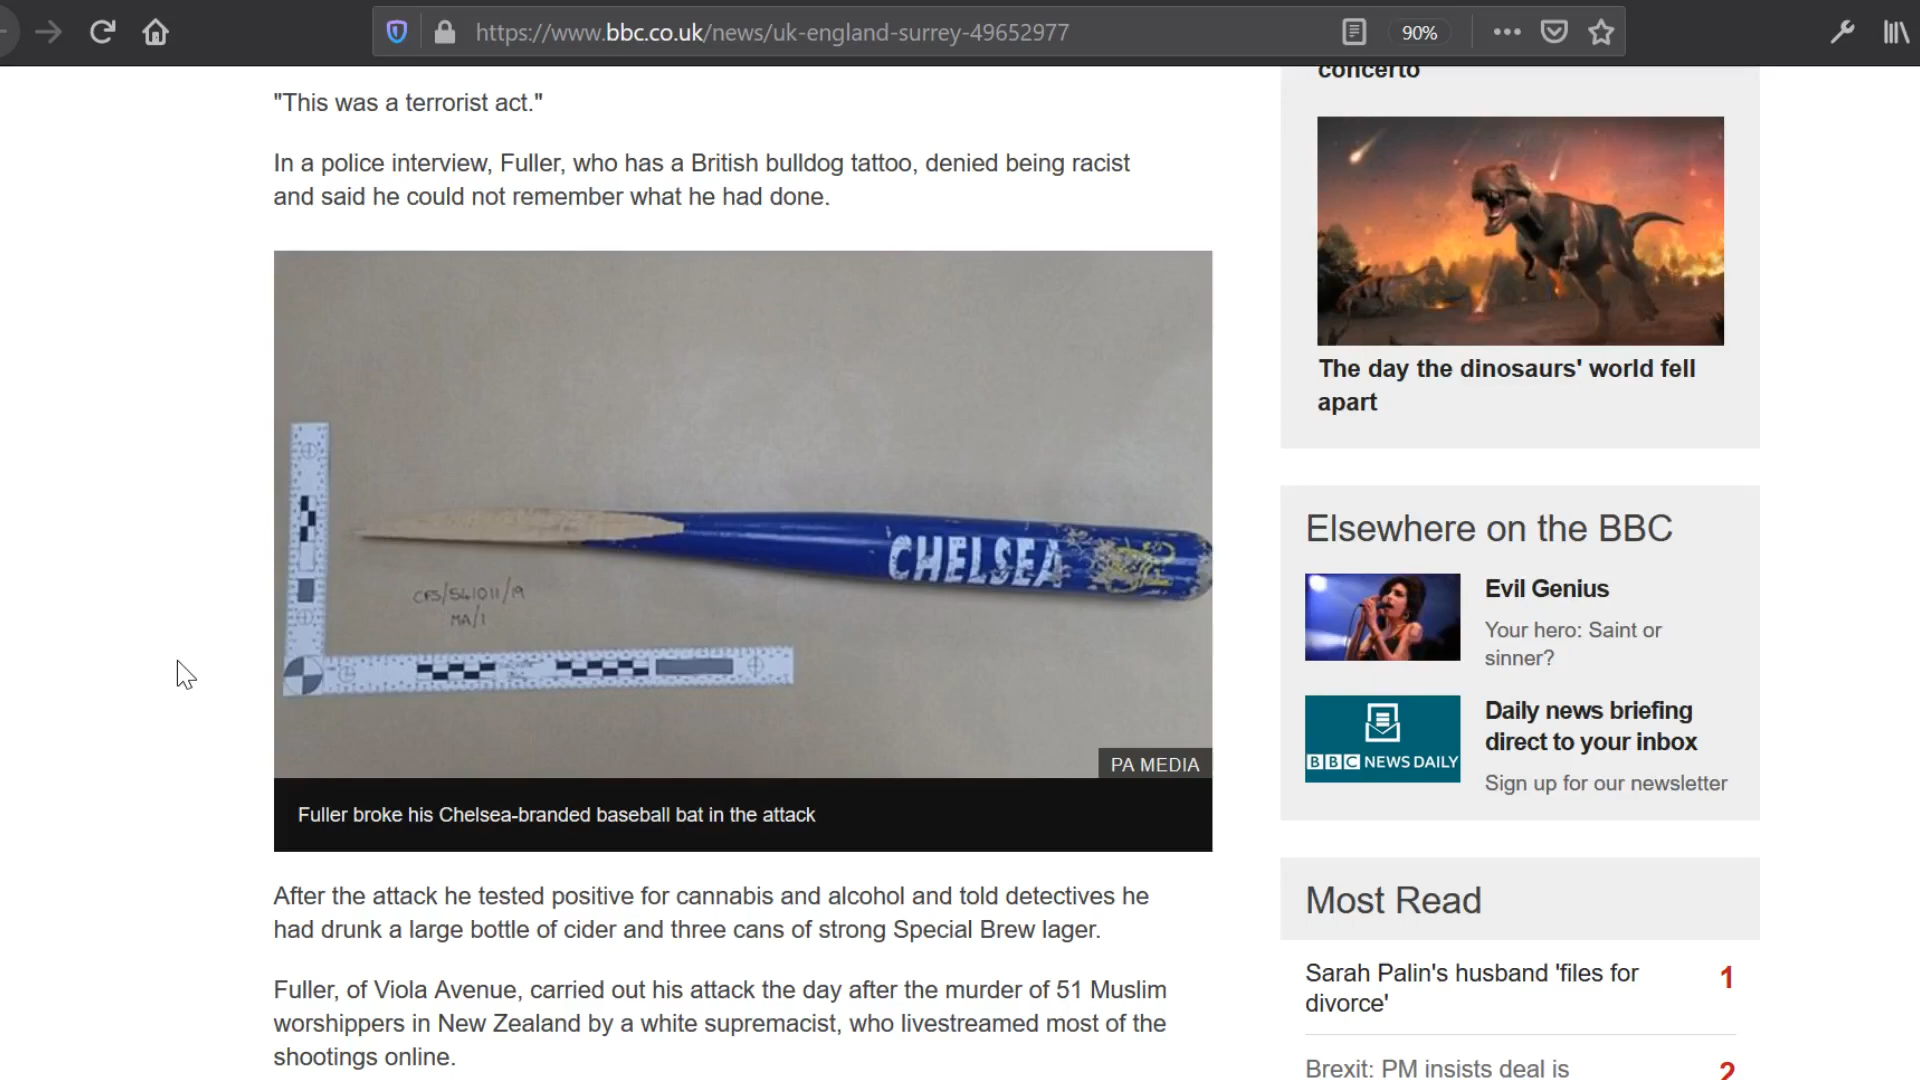 https://www.bbc.co.uk/news/uk-england-surrey-49652977
90%
"This was a terrorist act."
In a police interview, Fuller, who has a British bulldog tattoo, denied being racist
and said he could not remember what he had done.
CHELSEA
MA/1
PA MEDIA
Fuller broke his Chelsea-branded baseball bat in the attack
After the attack he tested positive for cannabis and alcohol and told detectives he
had drunk a large bottle of cider and three cans of strong Special Brew lager.
Fuller, of Viola Avenue, carried out his attack the day after the murder of 51 Muslim
worshippers in New Zealand by a white supremacist, who livestreamed most of the
shootings online.
concerto
The day the dinosaurs' world fell
apart
Elsewhere on the BBC
Evil Genius
Your hero: Saint or
sinner?
BBC NEWS DAILY
Daily news briefing
direct to your inbox
Sign up for our newsletter
Most Read
Sarah Palin's husband 'files for
divorce'
1
Brexit: PM insists deal is
2